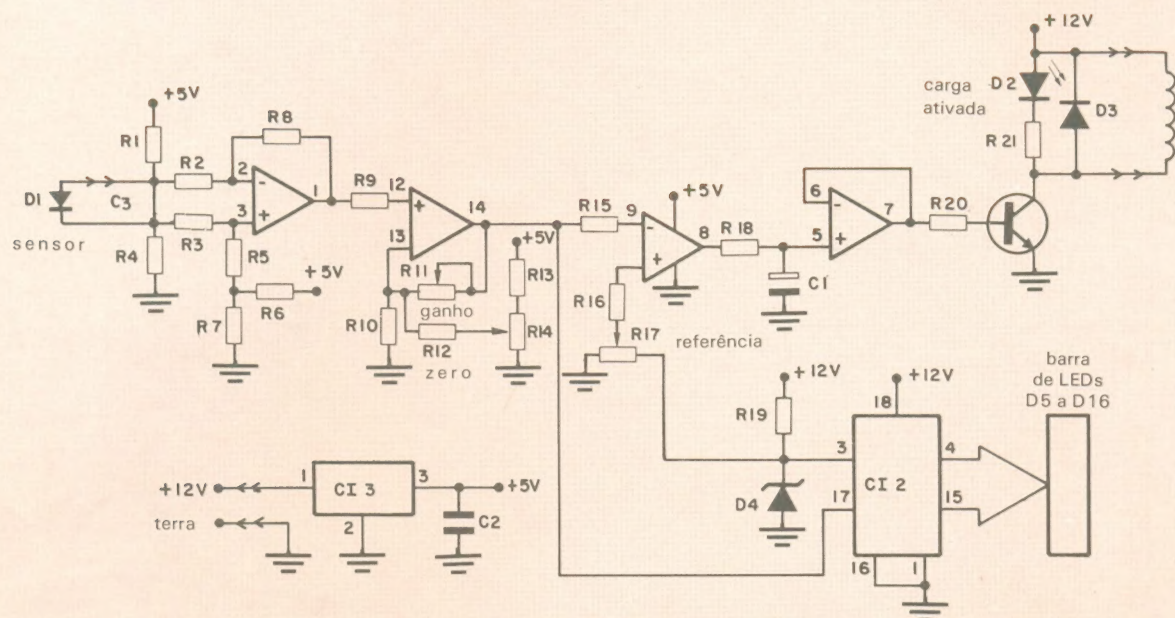 +5V
R1
R2
R8
2
-
1
D1
C3
3
+
sensor
R3
R4
R5
+5V
R6
R7
R9
12
+
14
13
R11
ganho
R10
R12
zero
+5V
R13
R14
R15
9
-
+5V
8
+
R16
R17
referência
R18
C1
6
-
7
5
+
R20
+12V
carga
ativada
D2
D3
R21
+12V
R19
D4
+12V
18
3
17
CI 2
4
15
16
1
barra
de LEDs
D5 a D16
+12V
terra
1
CI 3
3
2
+5V
C2